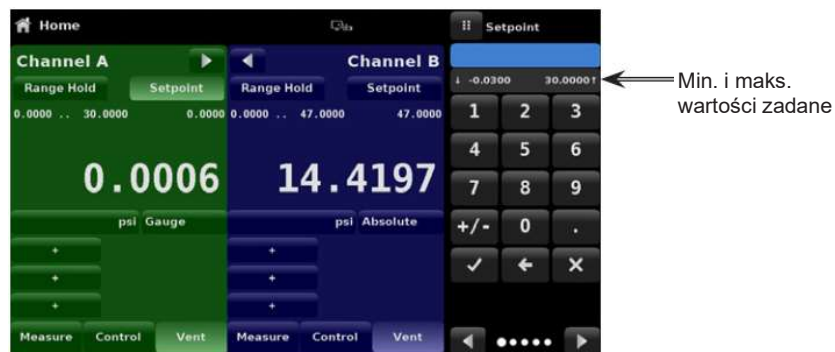 Home
Setpoint
Channel A
Channel B
Range Hold Setpoint
Range Hold Setpoint
0.0000 .. 30.0000 0.0000
0.0000 .. 47.0000 47.0000
0.0006
14.4197
psi Gauge
psi Absolute
+
+
+
+
+
+
Measure Control Vent
Measure Control Vent
↓ -0.0300 30.0000↑
1 2 3
4 5 6
7 8 9
+/- 0 .
Min. i maks.
wartości zadane